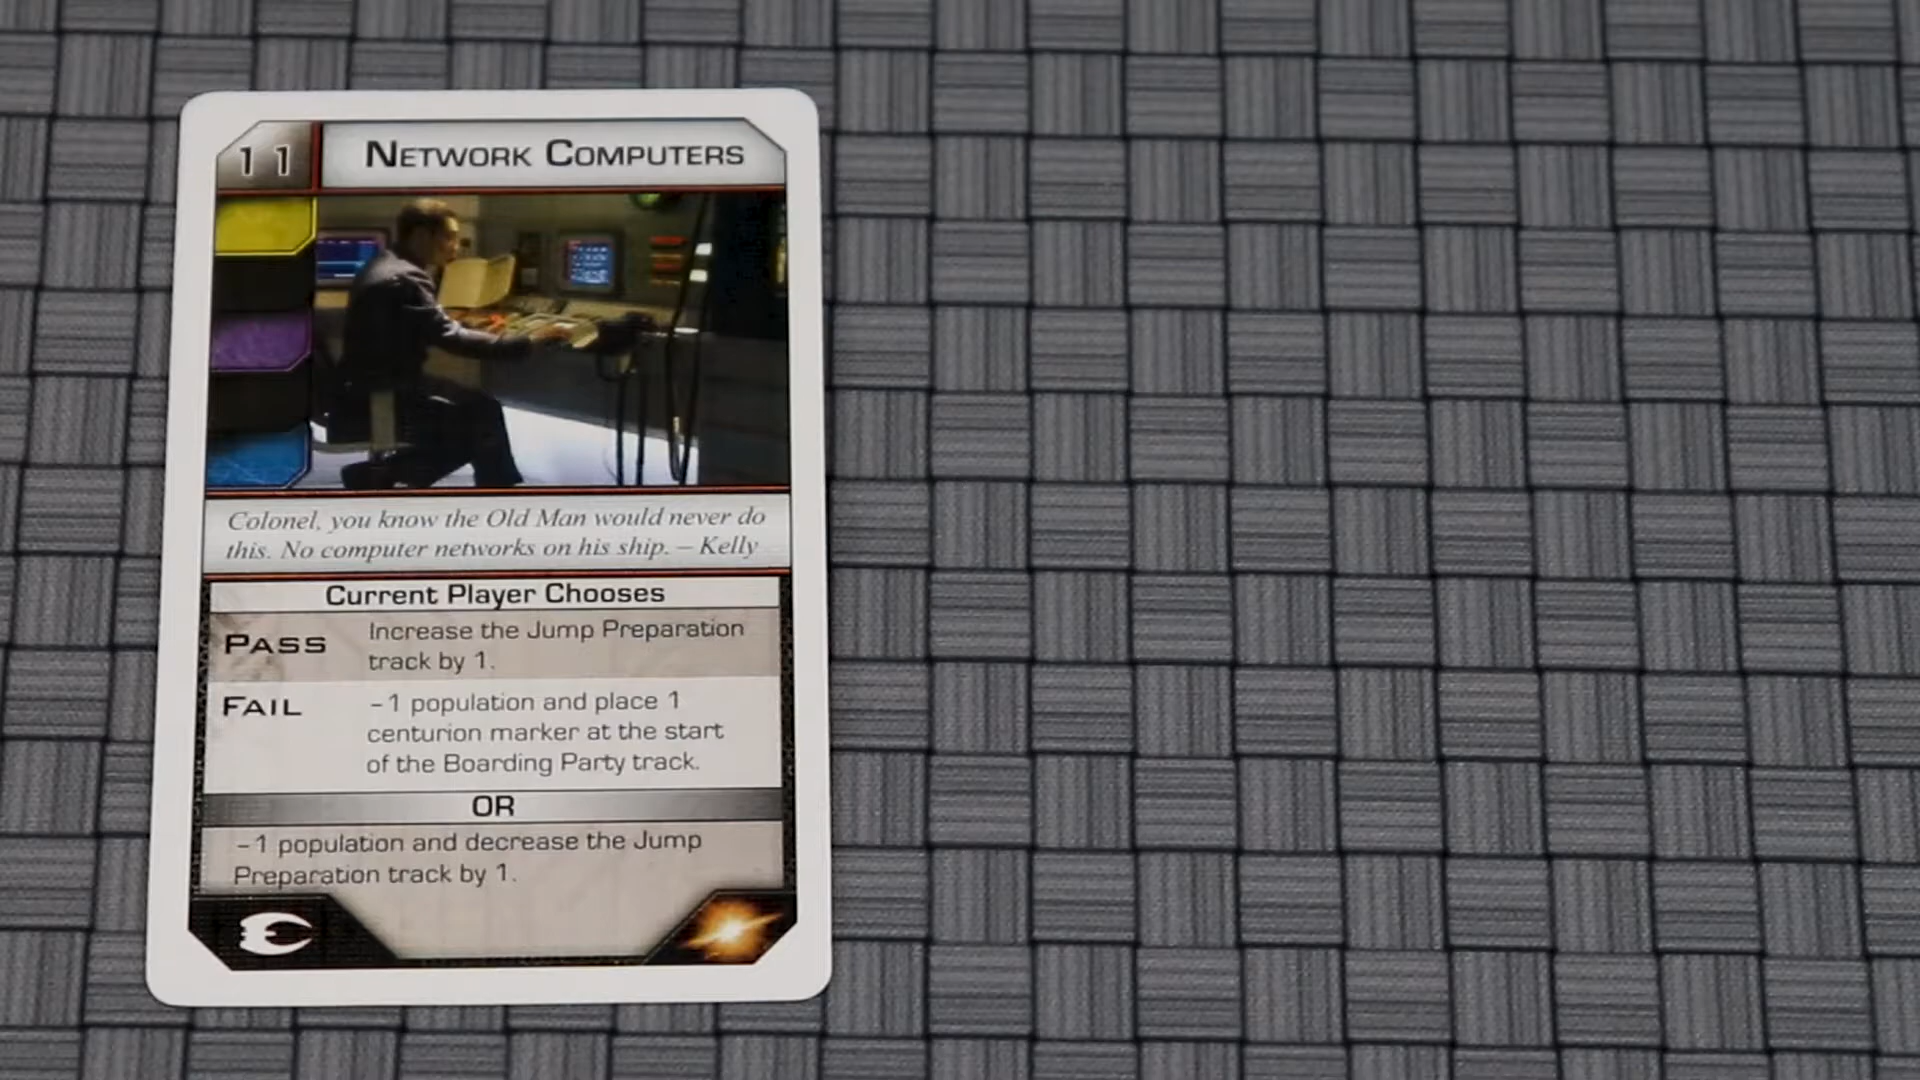 11 NETWORK COMPUTERS
Colonel, you know the Old Man would never do
this. No computer networks on his ship. – Kelly
Current Player Chooses
PASS Increase the Jump Preparation
track by 1.
FAIL -1 population and place 1
centurion marker at the start
of the Boarding Party track.
OR
-1 population and decrease the Jump
Preparation track by 1.